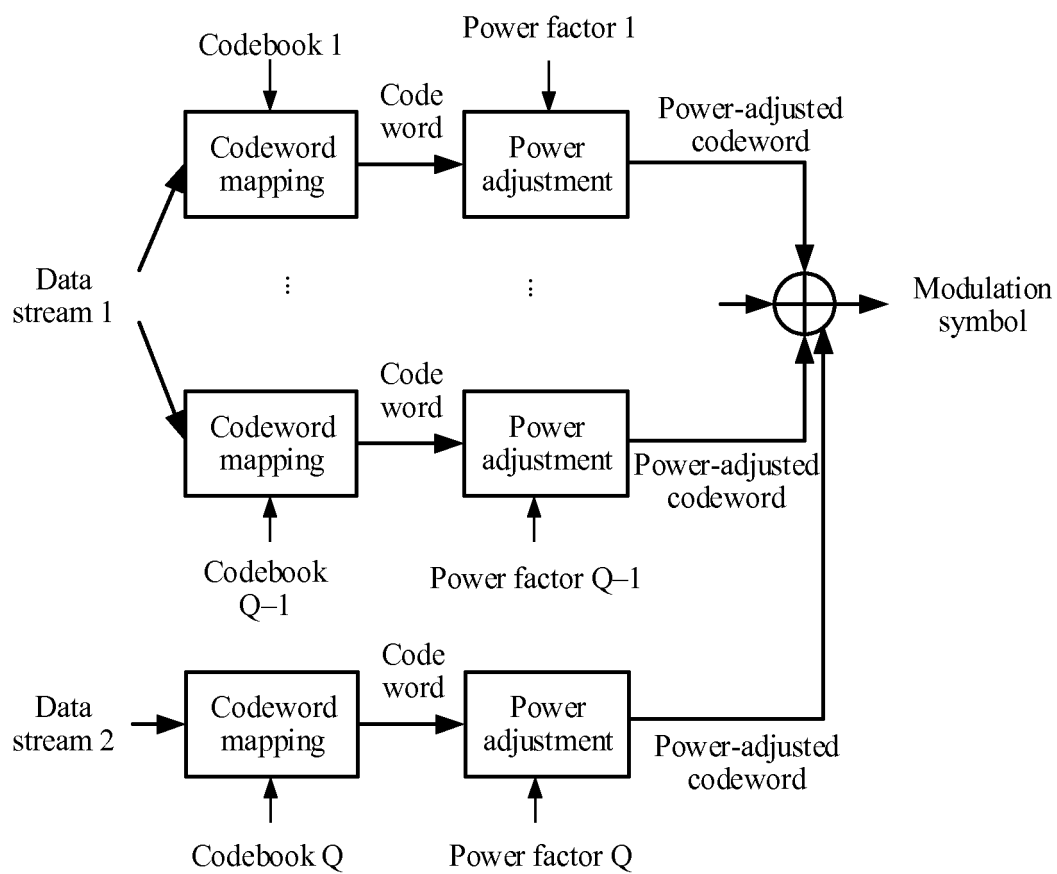 Codebook 1
Power factor 1
Code
word
Power-adjusted
codeword
Codeword
mapping
Power
adjustment
Data
stream 1
...
...
Modulation
symbol
Code
word
Codeword
mapping
Power
adjustment
Power-adjusted
codeword
Codebook
Q–1
Power factor Q–1
Code
word
Data
stream 2
Codeword
mapping
Power
adjustment
Power-adjusted
codeword
Codebook Q
Power factor Q